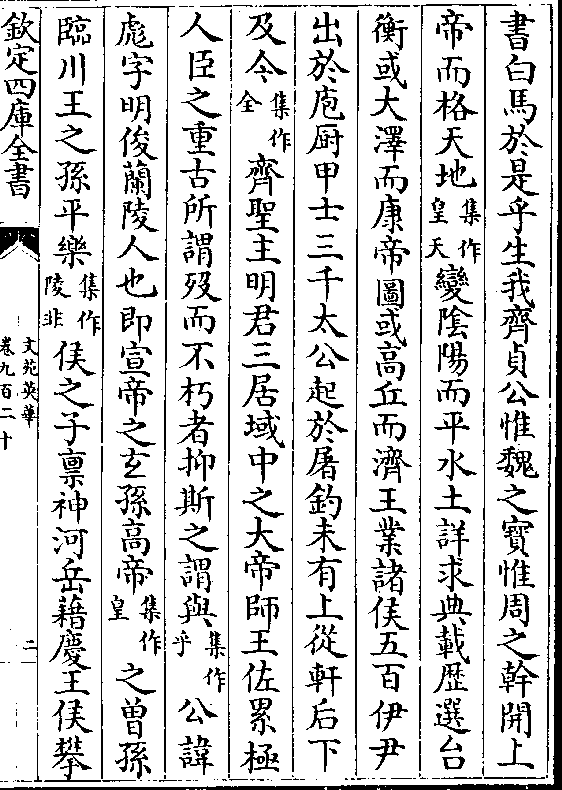 書白馬於是乎生我齊貞公惟魏之寶惟周之幹開上
帝而格天地集作皇天變陰陽而平水土詳求典載歴選台
衡或大澤而康帝圖或高丘而濟王業諸侯五百伊尹
出於庖厨甲士三千太公起於屠釣未有上從軒后下
及今集作全齊聖主明君三居域中之大帝師王佐累極
人臣之重古所謂歿而不朽者抑斯之謂與集作乎公諱
彪字明俊蘭陵人也即宣帝之玄孫高帝集作皇之曽孫
臨川王之孫平樂集作陵非侯之子禀神河岳藉慶王侯攀
欽定四庫全書
文苑英華
卷九百二十
二